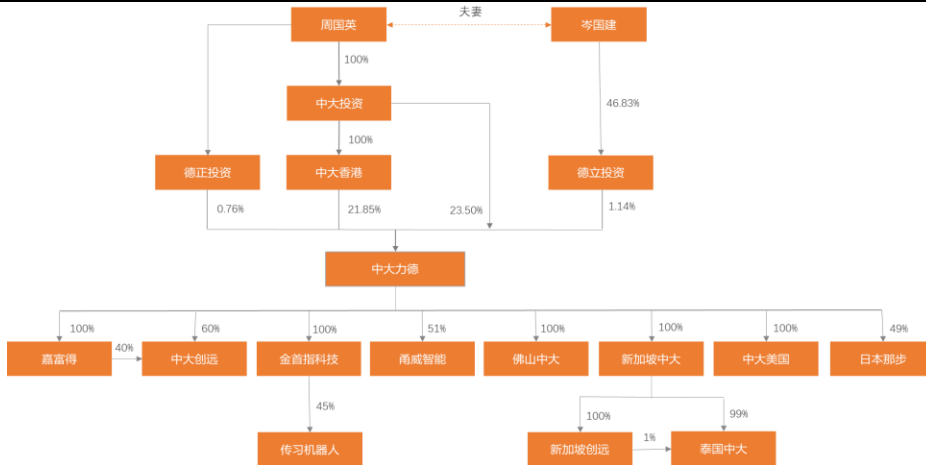 夫妻
周国英
岑国建
100%
中大投资
46.83%
100%
德正投资
中大香港
德立投资
0.76%
21.85%
23.50%
1.14%
中大力德
100%
60%
100%
51%
100%
100%
100%
49%
嘉富得
40%
中大创远
金首指科技
甬威智能
佛山中大
新加坡中大
中大美国
日本那步
45%
100%
99%
传习机器人
新加坡创远
1%
泰国中大